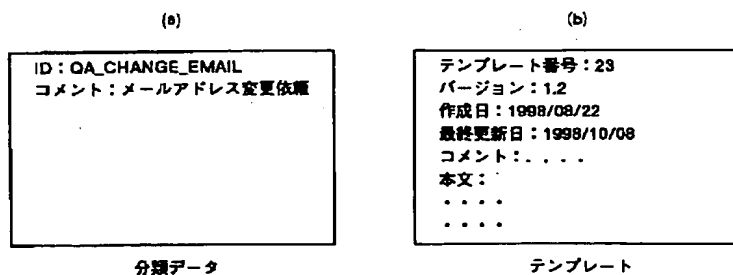 (a)
ID：QA_CHANGE_EMAIL
コメント：メールアドレス変更依頼
分類データ
(b)
テンプレート番号：23
バージョン：1.2
作成日：1998/08/22
最終更新日：1998/10/08
コメント：．．．．
本文：
・・・・
・・・・
テンプレート